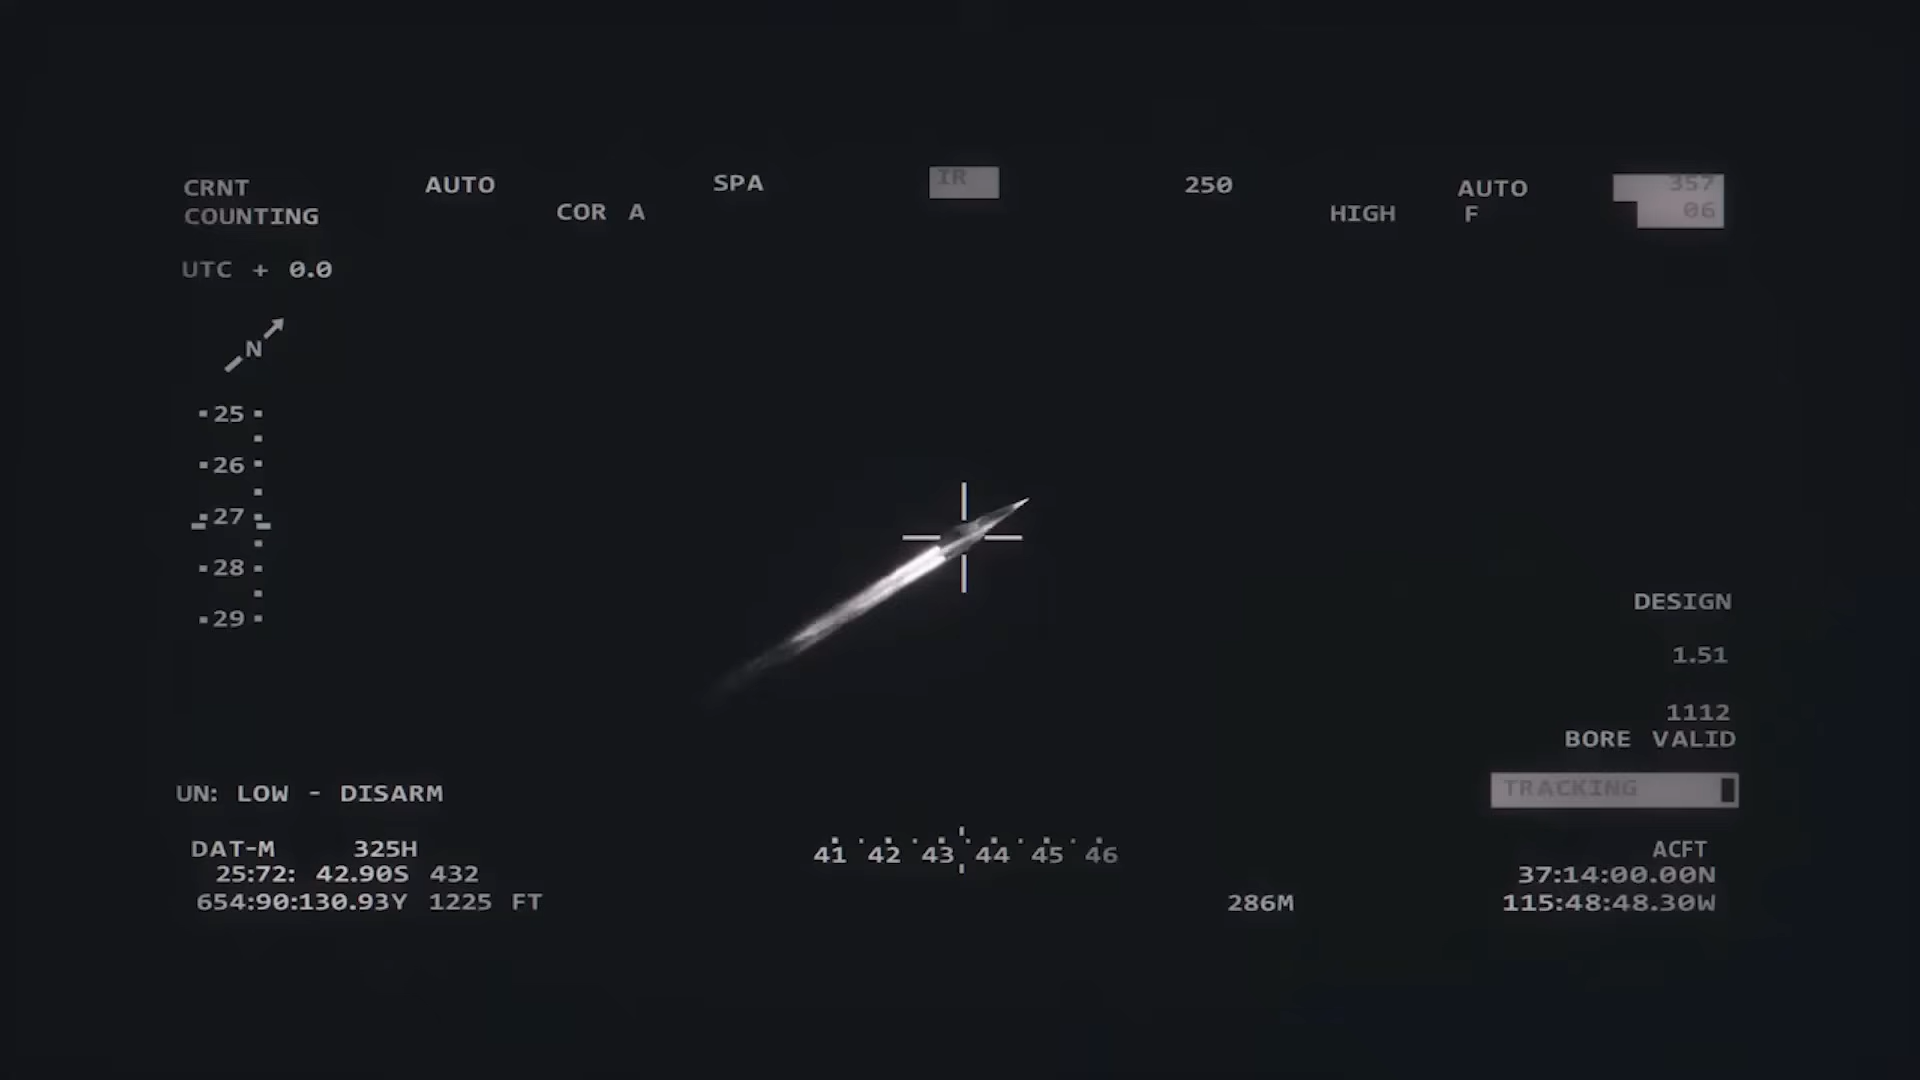 CRNT
COUNTING
AUTO
COR A
SPA
IR
250
HIGH
AUTO
F
357
06
UTC + 0.0
N
25
26
27
28
29
DESIGN
1.51
1112
BORE VALID
TRACKING
UN: LOW - DISARM
DAT-M 325H
25:72: 42.90S 432
654:90:130.93Y 1225 FT
41 42 43 44 45 46
286M
ACFT
37:14:00.00N
115:48:48.30W